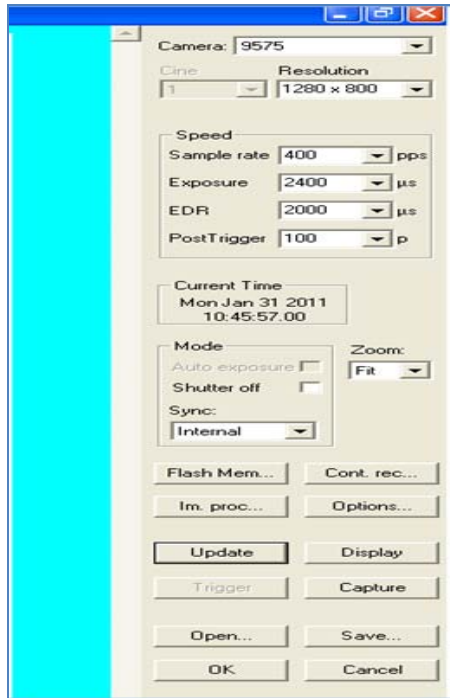 Camera: 9575
Cine Resolution
1 1280 x 800
Speed
Sample rate 400 pps
Exposure 2400 µs
EDR 2000 µs
PostTrigger 100 p
Current Time
Mon Jan 31 2011
10:45:57.00
Mode Zoom:
Auto exposure Fit
Shutter off
Sync:
Internal
Flash Mem... Cont. rec...
Im. proc... Options...
Update Display
Trigger Capture
Open... Save...
OK Cancel